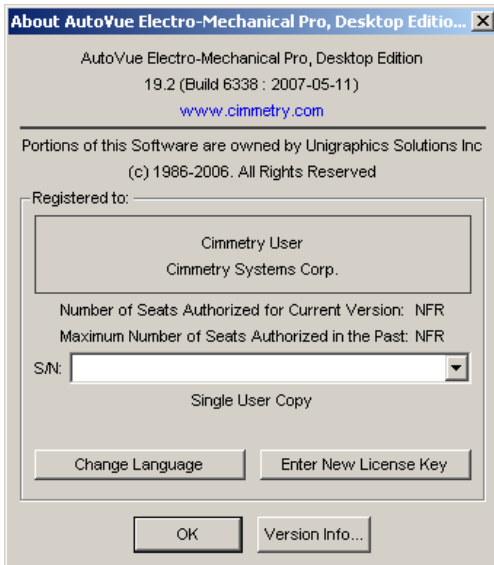 About AutoVue Electro-Mechanical Pro, Desktop Editio...
AutoVue Electro-Mechanical Pro, Desktop Edition
19.2 (Build 6338 : 2007-05-11)
www.cimmetry.com
Portions of this Software are owned by Unigraphics Solutions Inc
(c) 1986-2006. All Rights Reserved
Registered to:
Cimmetry User
Cimmetry Systems Corp.
Number of Seats Authorized for Current Version: NFR
Maximum Number of Seats Authorized in the Past: NFR
S/N:
Single User Copy
Change Language Enter New License Key
OK Version Info...